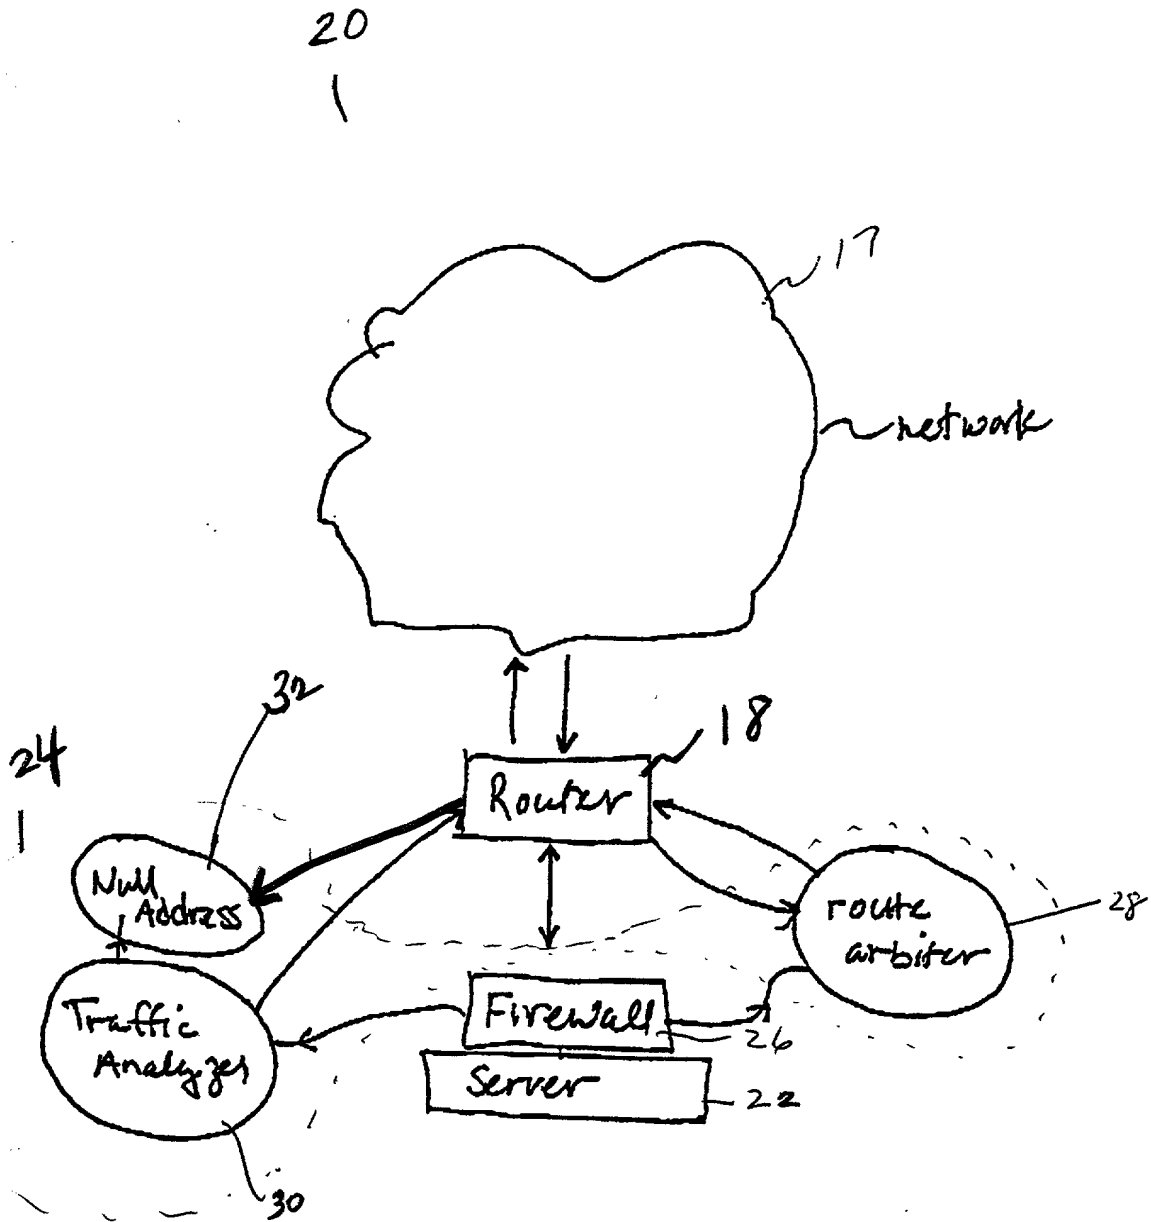 20
17
network
32
18
24
Router
Null
Address
route
arbiter
28
Traffic
Analyzer
Firewall
26
Server
22
30